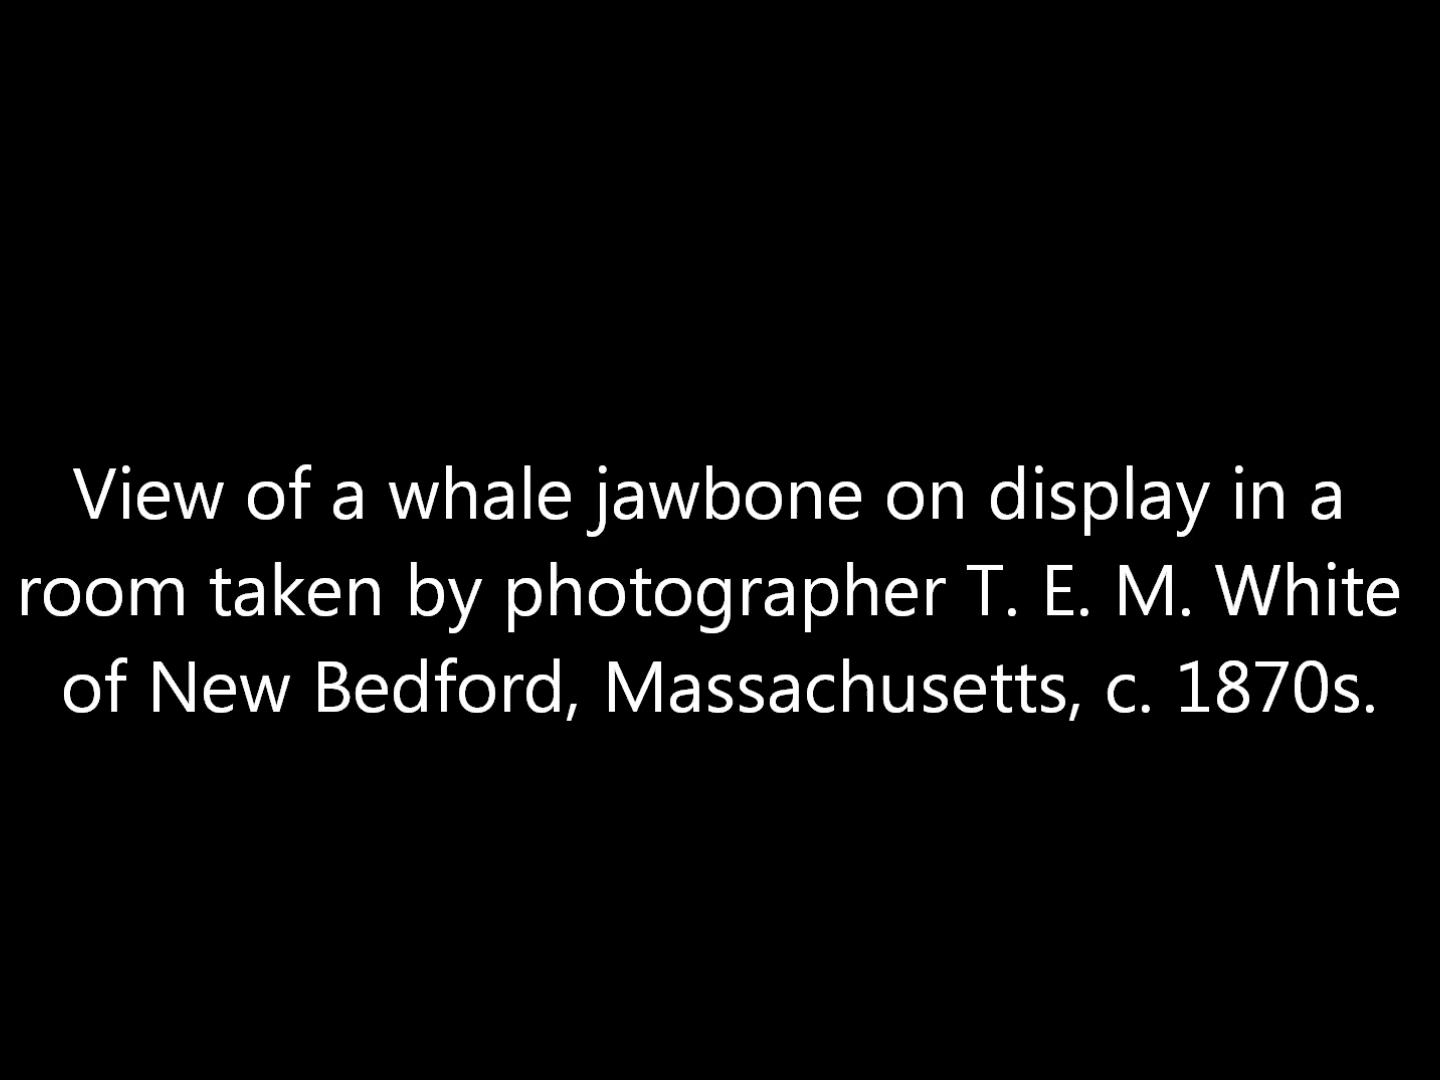 View of a whale jawbone on display in a
room taken by photographer T. E. M. White
of New Bedford, Massachusetts, c. 1870s.